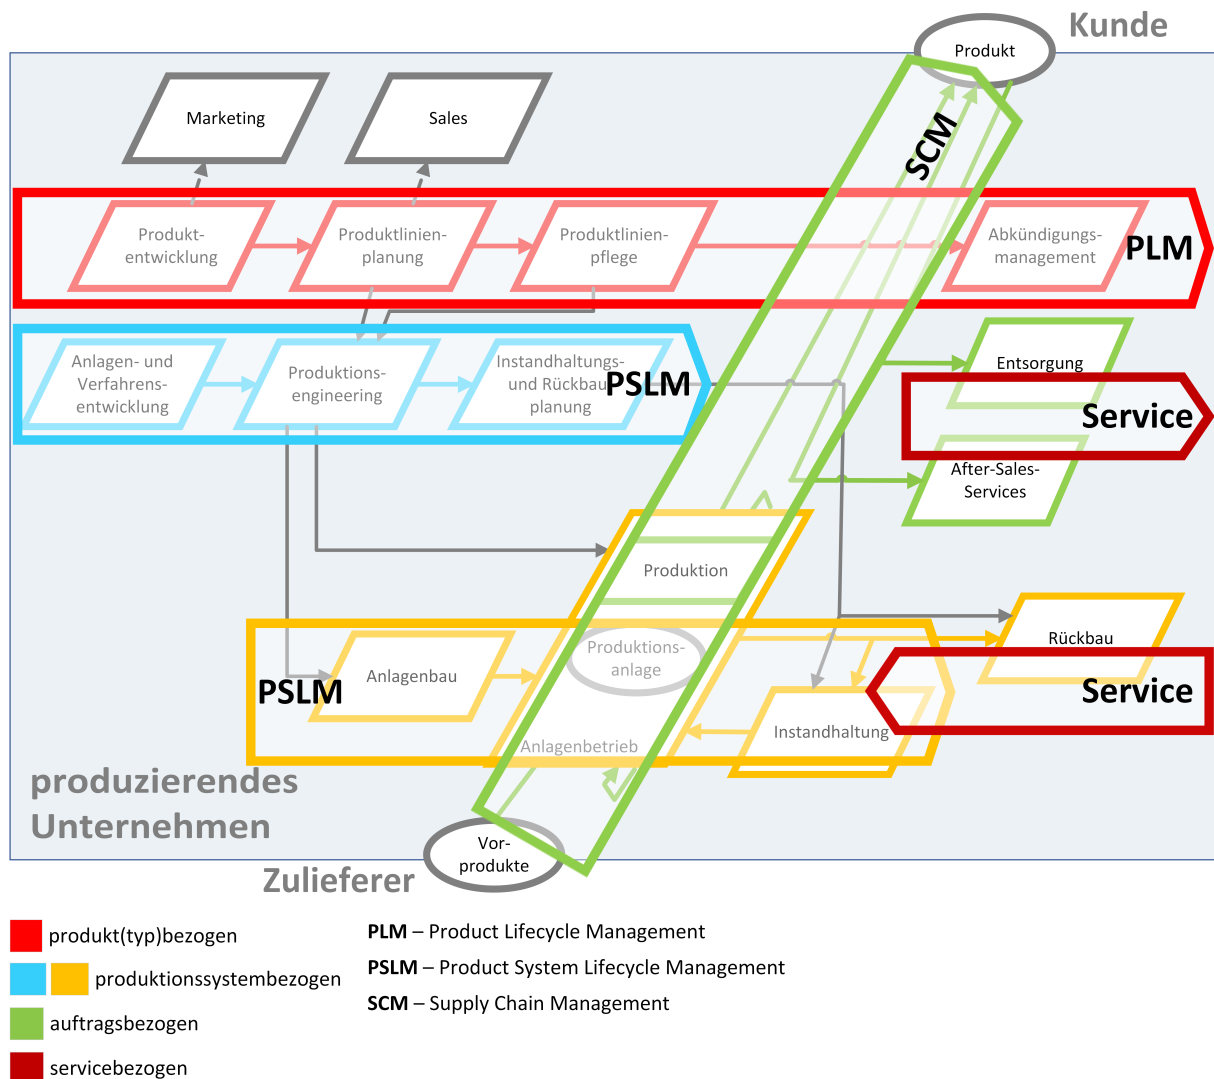 Kunde
Produkt
Marketing
Sales
SCM
Produkt-
entwicklung
Produktlinien-
planung
Produktlinien-
pflege
Abkündigungs-
management
PLM
Anlagen- und
Verfahrens-
entwicklung
Produktions-
engineering
Instandhaltungs-
und Rückbau
planung
PSLM
Entsorgung
Service
After-Sales-
Services
Produktion
Produktions-
anlage
Anlagenbau
PSLM
Rückbau
Service
Instandhaltung
Anlagenbetrieb
produzierendes
Unternehmen
Vor-
produkte
Zulieferer
produkt(typ)bezogen
produktionssystembezogen
auftragsbezogen
servicebezogen
PLM – Product Lifecycle Management
PSLM – Product System Lifecycle Management
SCM – Supply Chain Management